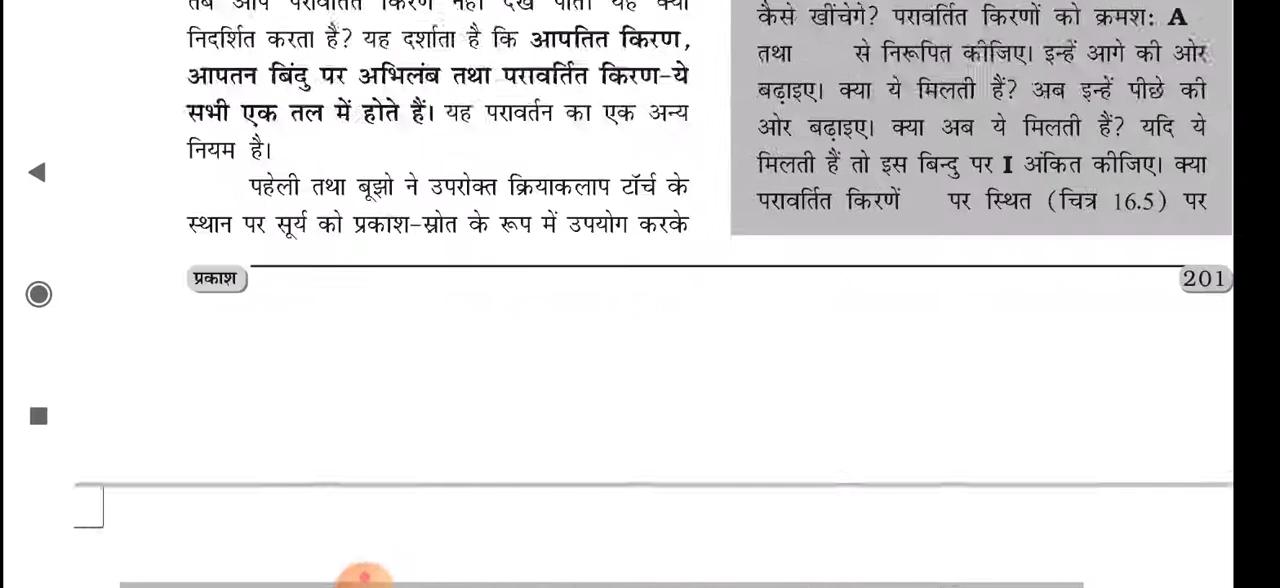 निदर्शित करता है? यह दर्शाता है कि आपतित किरण,
आपतन बिंदु पर अभिलंब तथा परावर्तित किरण-ये
सभी एक तल में होते हैं। यह परावर्तन का एक अन्य
नियम है।
पहेली तथा बूझो ने उपरोक्त क्रियाकलाप टॉर्च के
स्थान पर सूर्य को प्रकाश-स्रोत के रूप में उपयोग करके
कैसे खींचेगे? परावर्तित किरणों को क्रमश: A
तथा से निरूपित कीजिए। इन्हें आगे की ओर
बढ़ाइए। क्या ये मिलती हैं? अब इन्हें पीछे की
ओर बढ़ाइए। क्या अब ये मिलती हैं? यदि ये
मिलती हैं तो इस बिन्दु पर I अंकित कीजिए। क्या
परावर्तित किरणें पर स्थित (चित्र 16.5) पर
प्रकाश
201